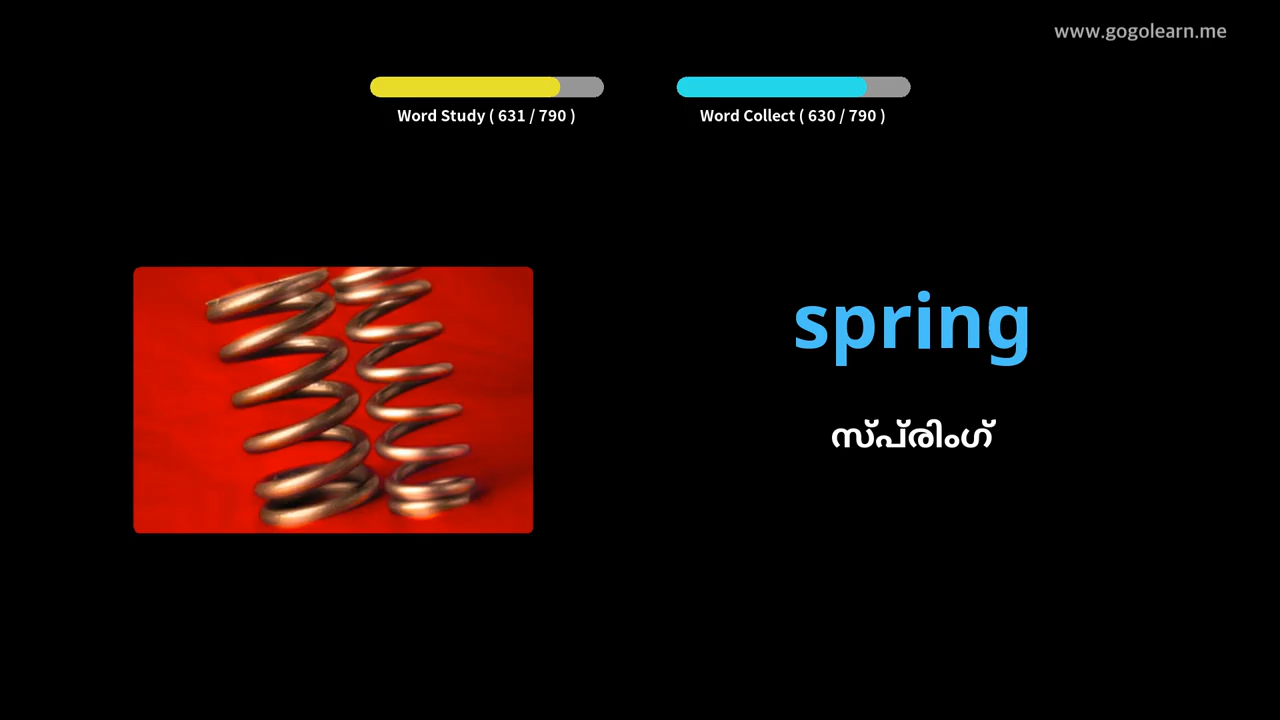 www.gogolearn.me
Word Study ( 631 / 790 )
Word Collect ( 630 / 790 )
spring
സ്പ്രിംഗ്